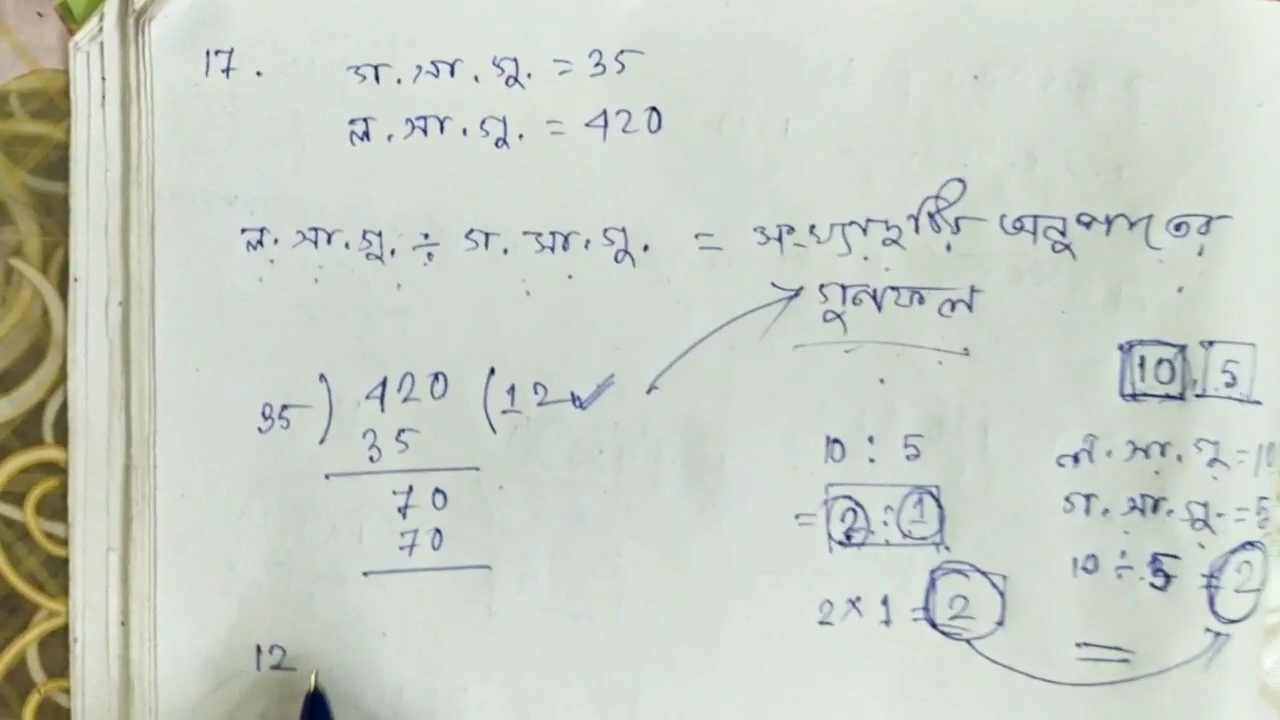 17. গ.সা.গু. = 35
ল.সা.গু. = 420
ল.সা.গু. ÷ গ.সা.গু. = সংখ্যাদুটির অনুপাতের
গুনফল
35 ) 420 ( 12
35
70
70
12
10, 5
10 : 5
= 2 : 1
2 × 1 = 2
ল.সা.গু = 10
গ.সা.গু. = 5
10 ÷ 5 = 2